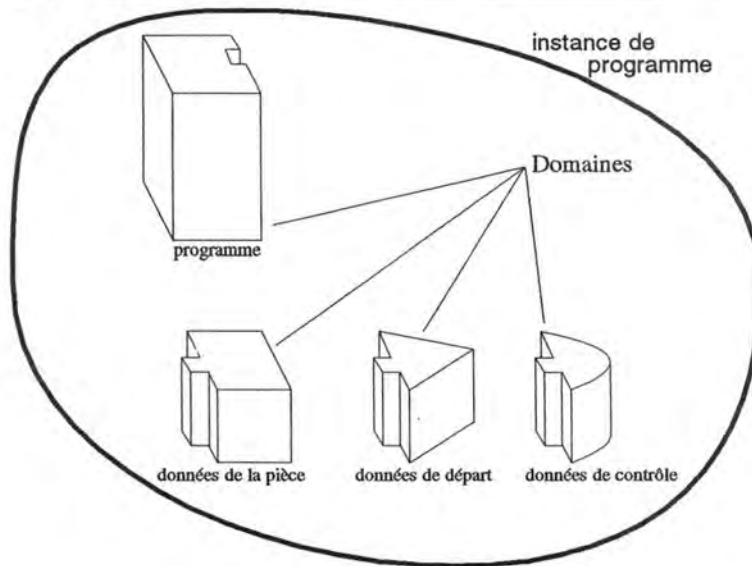 instance de
programme
Domaines
programme
données de la pièce
données de départ
données de contrôle